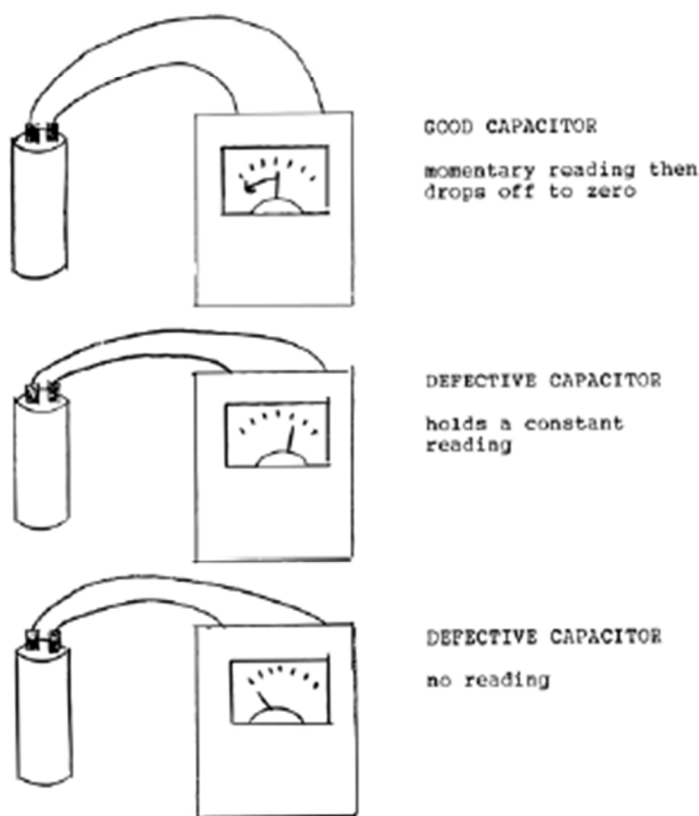 GOOD CAPACITOR
momentary reading then
drops off to zero
DEFECTIVE CAPACITOR
holds a constant
reading
DEFECTIVE CAPACITOR
no reading